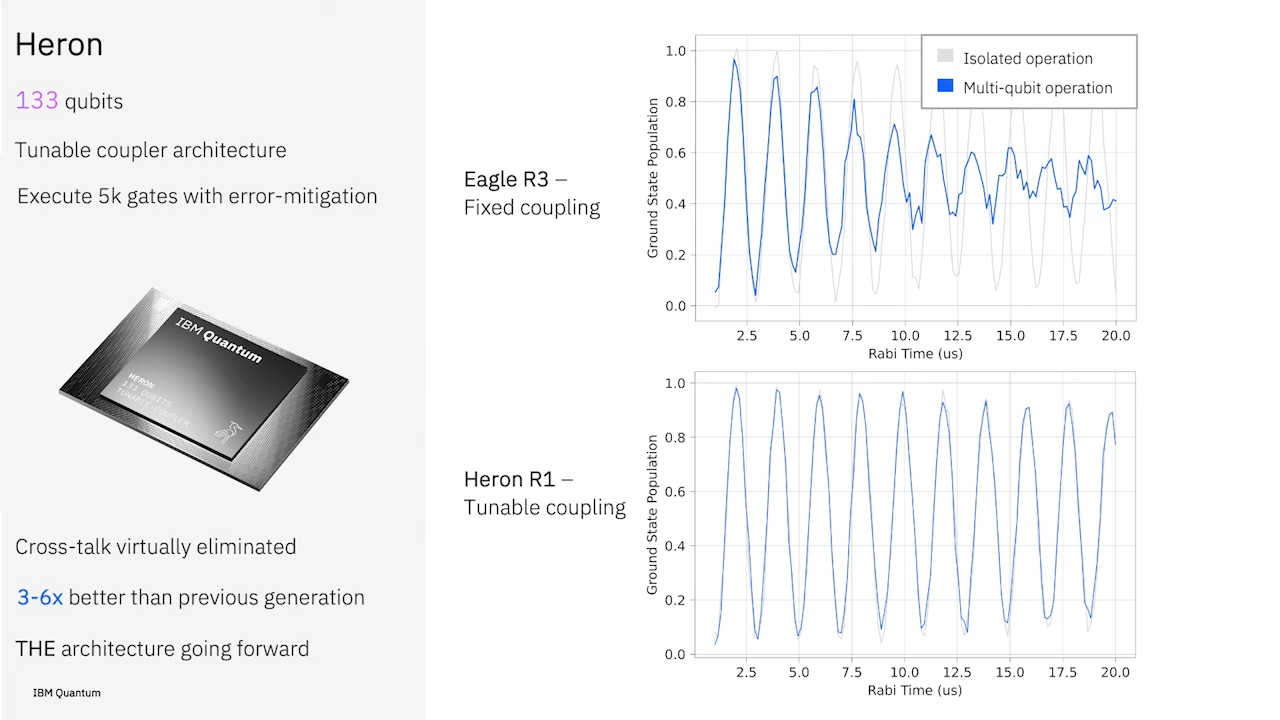 Heron
133 qubits
Tunable coupler architecture
Execute 5k gates with error-mitigation
IBM Quantum
HERON
133 QUBITS
TUNABLE COUPLER
Cross-talk virtually eliminated
3-6x better than previous generation
THE architecture going forward
IBM Quantum
Eagle R3 –
Fixed coupling
Isolated operation
Multi-qubit operation
Ground State Population
1.0
0.8
0.6
0.4
0.2
0.0
2.5 5.0 7.5 10.0 12.5 15.0 17.5 20.0
Rabi Time (us)
Heron R1 –
Tunable coupling
Ground State Population
1.0
0.8
0.6
0.4
0.2
0.0
2.5 5.0 7.5 10.0 12.5 15.0 17.5 20.0
Rabi Time (us)